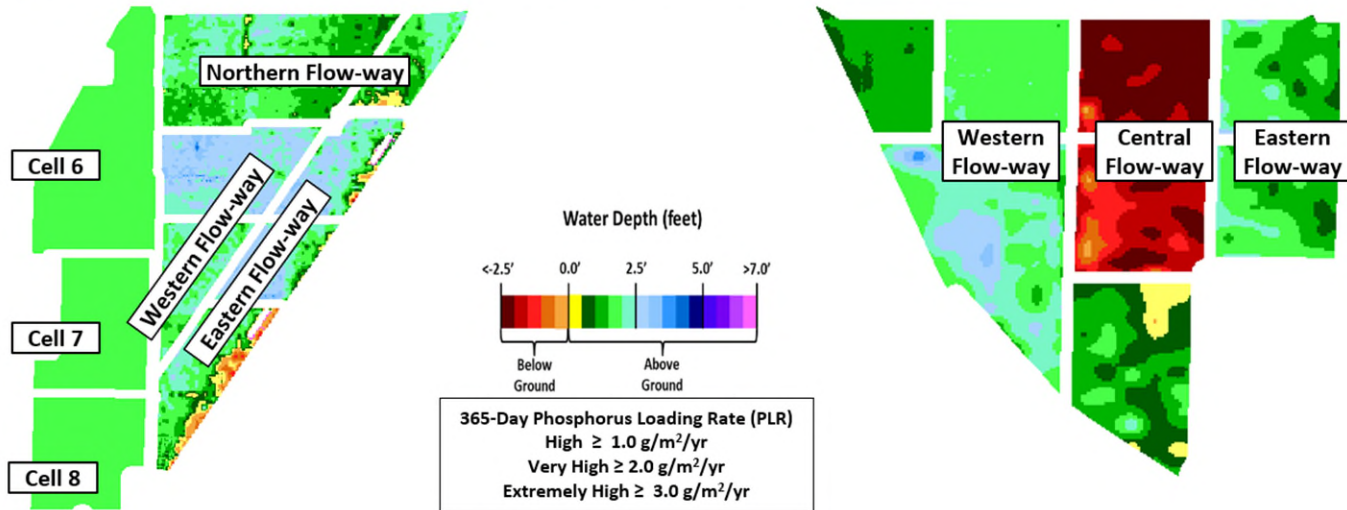 Northern Flow-way
Cell 6
Western Flow-way
Eastern Flow-way
Cell 7
Cell 8
Water Depth (feet)
<-2.5' 0.0' 2.5' 5.0' >7.0'
Below
Ground
Above
Ground
365-Day Phosphorus Loading Rate (PLR)
High ≥ 1.0 g/m²/yr
Very High ≥ 2.0 g/m²/yr
Extremely High ≥ 3.0 g/m²/yr
Western
Flow-way
Central
Flow-way
Eastern
Flow-way